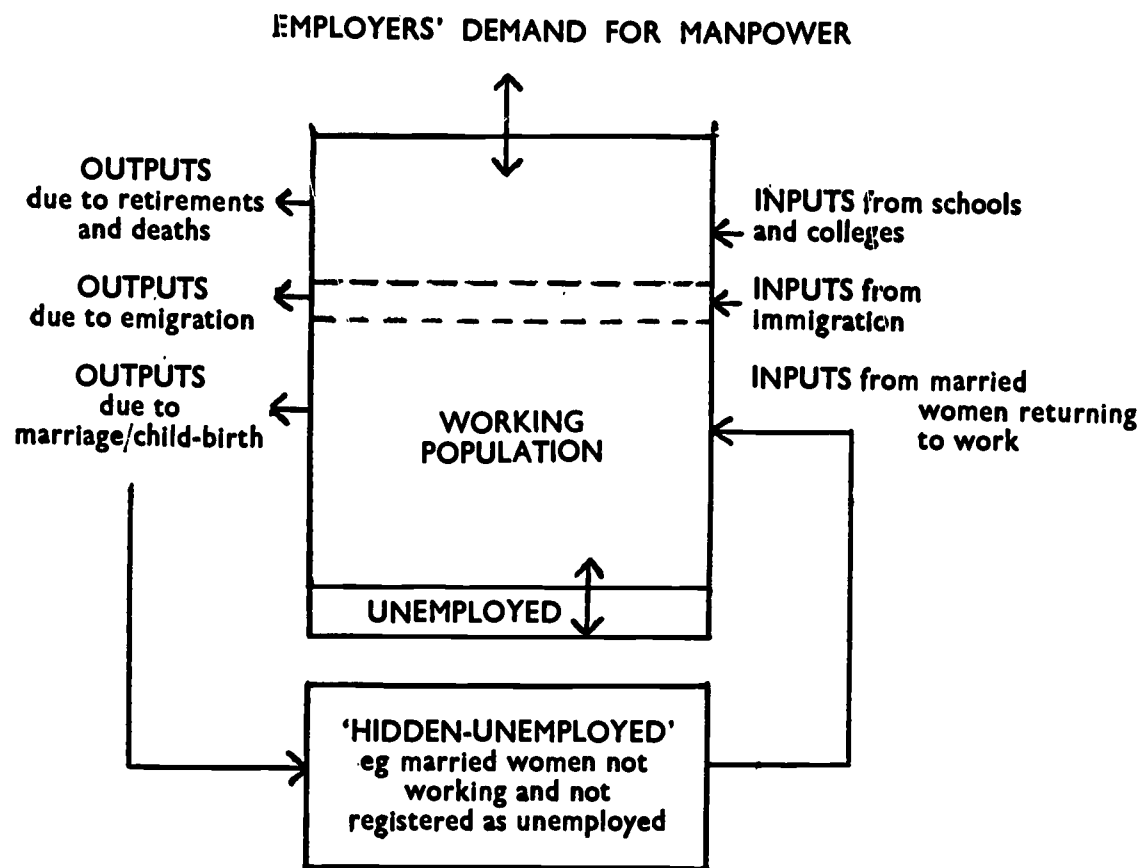 EMPLOYERS' DEMAND FOR MANPOWER
OUTPUTS
due to retirements
and deaths
INPUTS from schools
and colleges
OUTPUTS
due to emigration
INPUTS from
immigration
OUTPUTS
due to
marriage/child-birth
INPUTS from married
women returning
to work
WORKING
POPULATION
UNEMPLOYED
'HIDDEN-UNEMPLOYED'
eg married women not
working and not
registered as unemployed